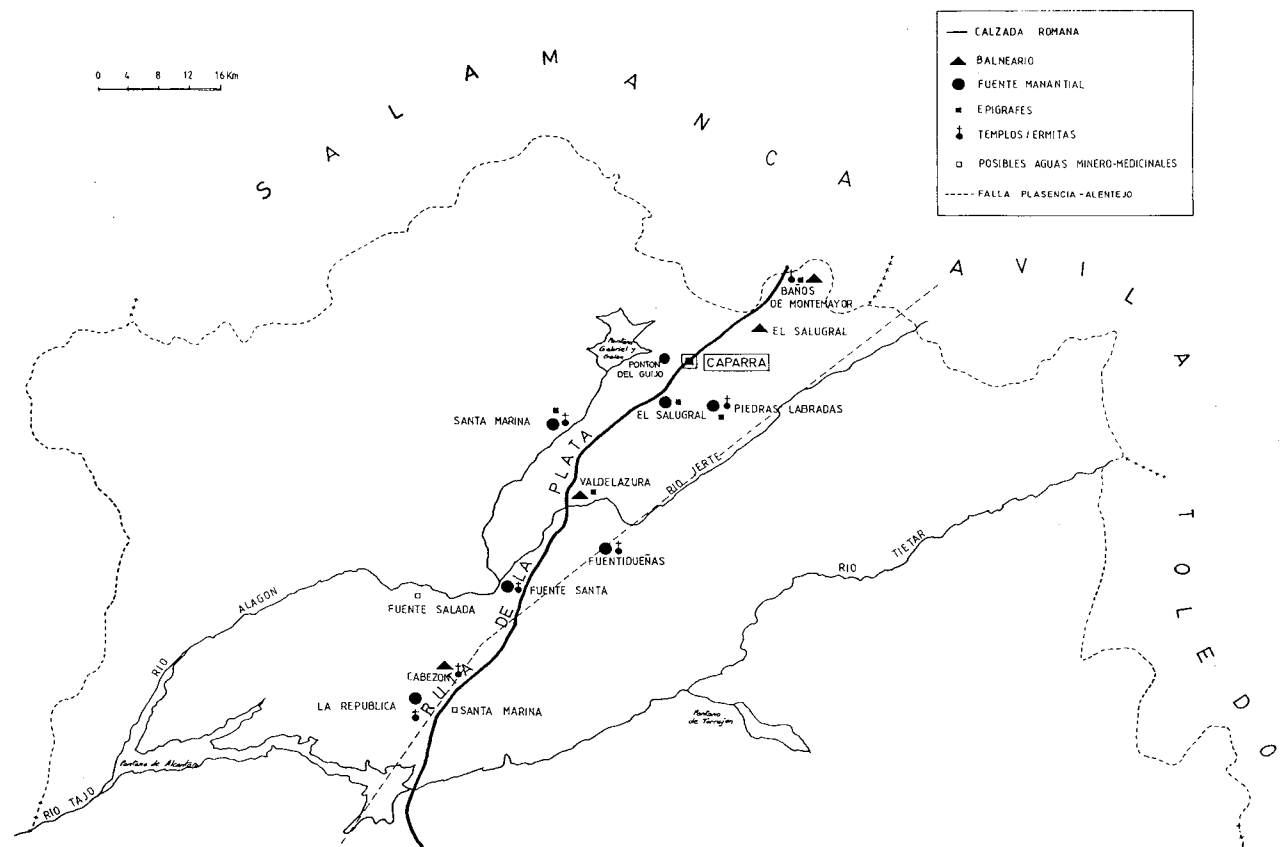 CALZADA ROMANA
BALNEARIO
FUENTE MANANTIAL
EPIGRAFES
TEMPLOS / ERMITAS
POSIBLES AGUAS MINERO-MEDICINALES
FALLA PLASENCIA-ALENTEJO
0 4 8 12 16 Km
SALAMANCA
AVILA
TOLEDO
BAÑOS
DE MONTEMAYOR
EL SALUGRAL
Pantano
Gabriel y
Galan
PONTON
DEL GUIJO
CAPARRA
EL SALUGRAL
PIEDRAS LABRADAS
SANTA MARINA
RUTA DE LA PLATA
VALDELAZURA
RIO JERTE
FUENTIDUEÑAS
RIO TIETAR
FUENTE SANTA
FUENTE SALADA
RIO ALAGON
CABEZON
LA REPUBLICA
SANTA MARINA
Pantano
de Torrejon
Pantano de Alcantara
RIO TAJO